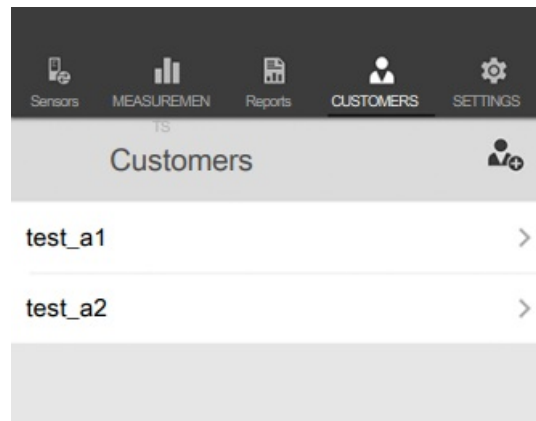 Sensors MEASUREMEN Reports CUSTOMERS SETTINGS
TS
Customers
test_a1
test_a2